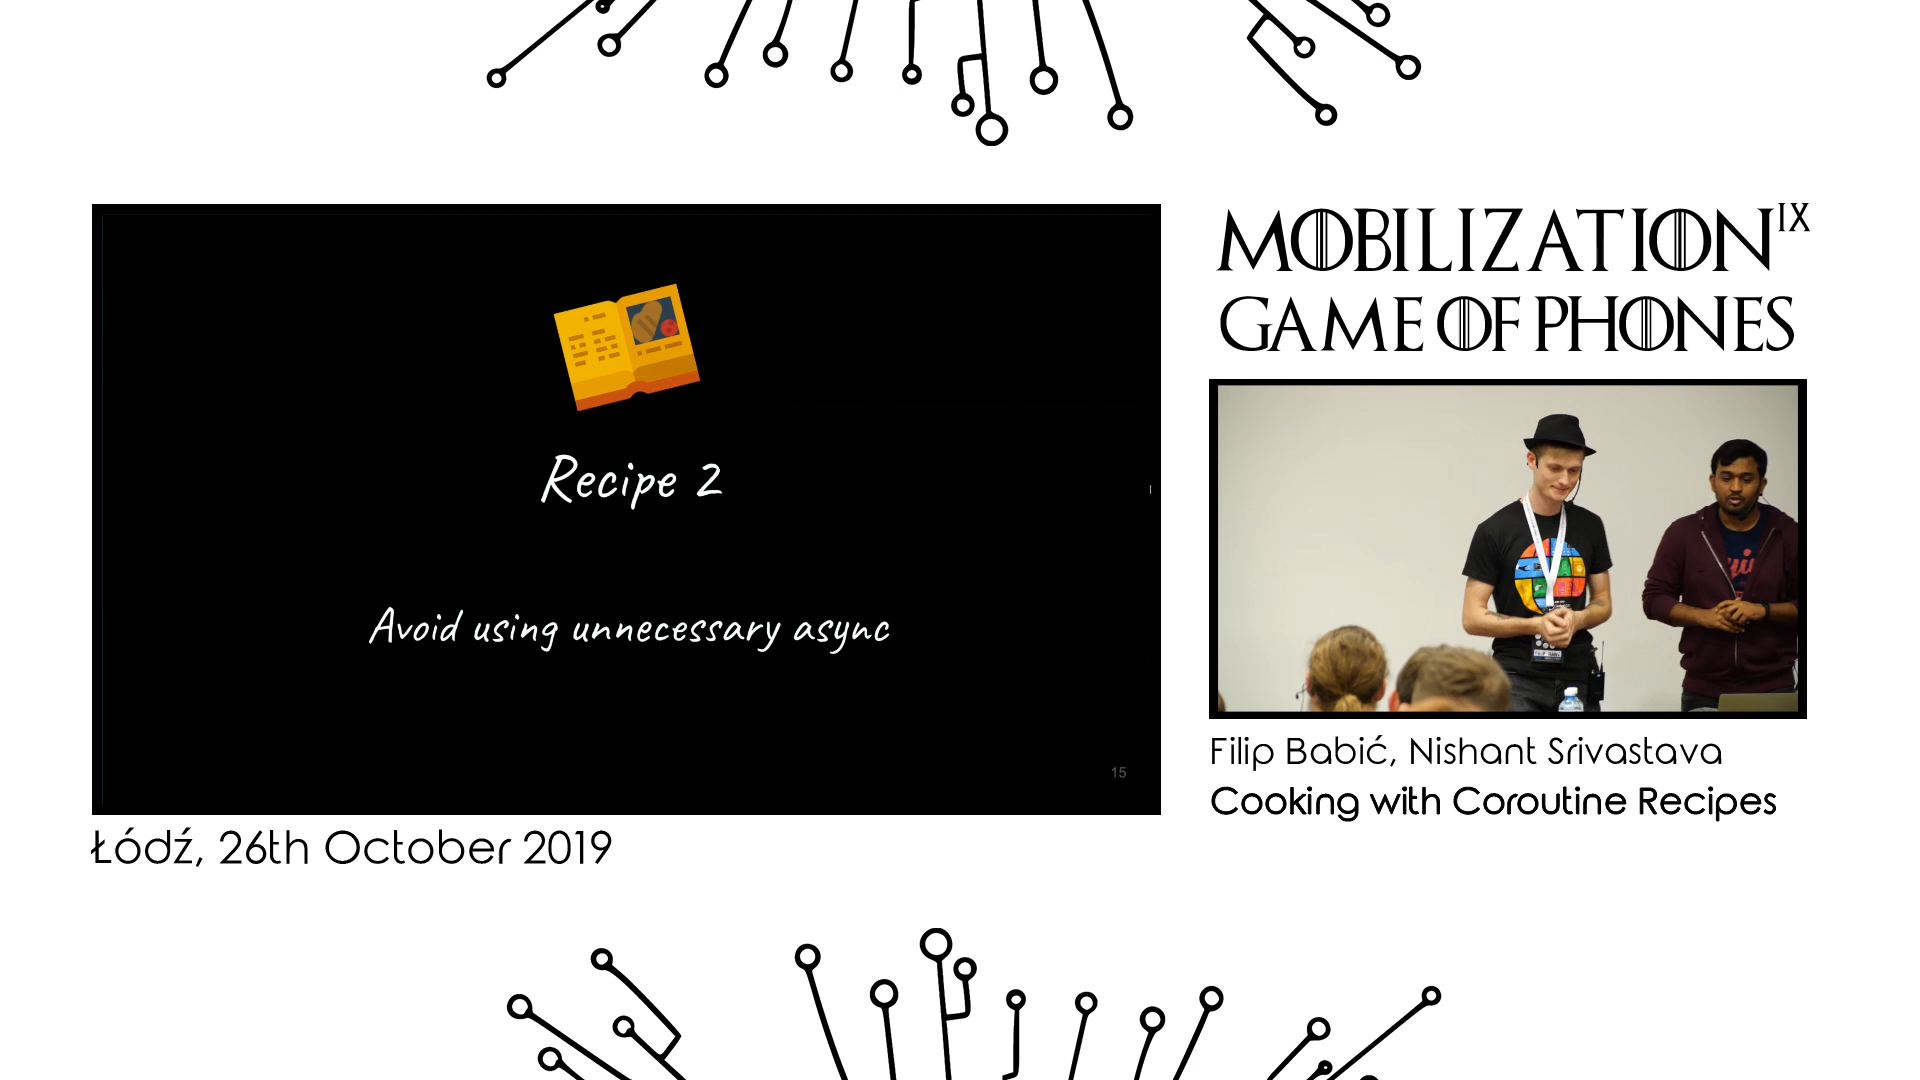 MOBILIZATION IX
GAME OF PHONES
Recipe 2
Avoid using unnecessary async
15
Filip Babić, Nishant Srivastava
Cooking with Coroutine Recipes
Łódź, 26th October 2019